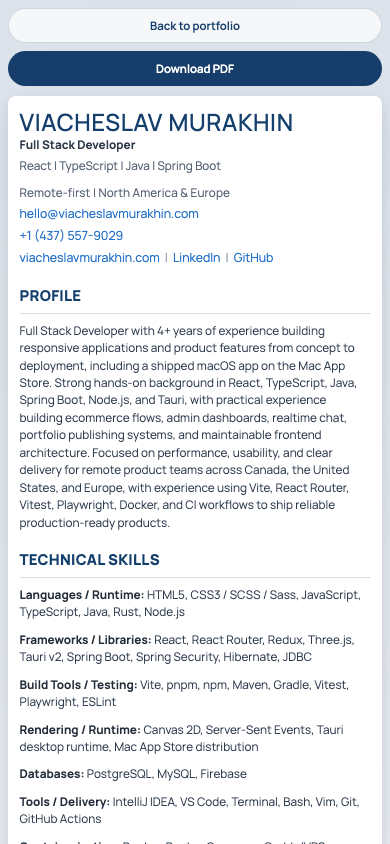 Back to portfolio
Download PDF
VIACHESLAV MURAKHIN
Full Stack Developer
React | TypeScript | Java | Spring Boot
Remote-first | North America & Europe
hello@viacheslavmurakhin.com
+1 (437) 557-9029
viacheslavmurakhin.com | LinkedIn | GitHub
PROFILE
Full Stack Developer with 4+ years of experience building
responsive applications and product features from concept to
deployment, including a shipped macOS app on the Mac App
Store. Strong hands-on background in React, TypeScript, Java,
Spring Boot, Node.js, and Tauri, with practical experience
building ecommerce flows, admin dashboards, realtime chat,
portfolio publishing systems, and maintainable frontend
architecture. Focused on performance, usability, and clear
delivery for remote product teams across Canada, the United
States, and Europe, with experience using Vite, React Router,
Vitest, Playwright, Docker, and CI workflows to ship reliable
production-ready products.
TECHNICAL SKILLS
Languages / Runtime: HTML5, CSS3 / SCSS / Sass, JavaScript,
TypeScript, Java, Rust, Node.js
Frameworks / Libraries: React, React Router, Redux, Three.js,
Tauri v2, Spring Boot, Spring Security, Hibernate, JDBC
Build Tools / Testing: Vite, pnpm, npm, Maven, Gradle, Vitest,
Playwright, ESLint
Rendering / Runtime: Canvas 2D, Server-Sent Events, Tauri
desktop runtime, Mac App Store distribution
Databases: PostgreSQL, MySQL, Firebase
Tools / Delivery: IntelliJ IDEA, VS Code, Terminal, Bash, Vim, Git,
GitHub Actions